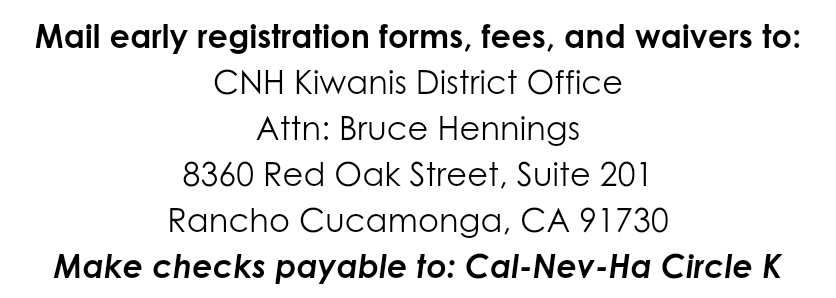 Mail early registration forms, fees, and waivers to:
CNH Kiwanis District Office
Attn: Bruce Hennings
8360 Red Oak Street, Suite 201
Rancho Cucamonga, CA 91730
Make checks payable to: Cal-Nev-Ha Circle K